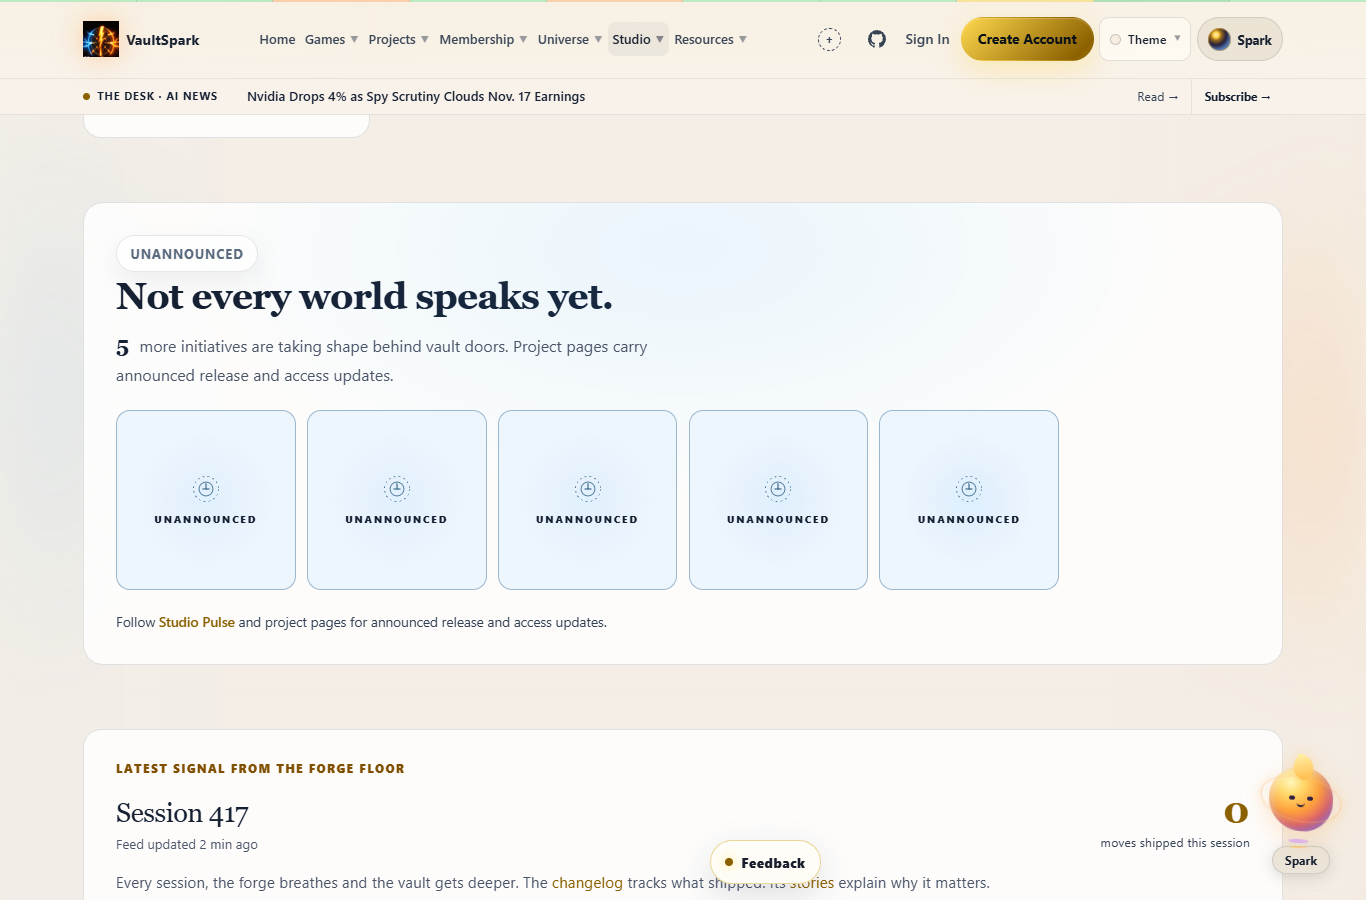 VaultSpark
Home Games Projects Membership Universe Studio Resources
+
Sign In
Create Account
Theme
Spark
THE DESK · AI NEWS
Nvidia Drops 4% as Spy Scrutiny Clouds Nov. 17 Earnings
Read →
Subscribe →
UNANNOUNCED
Not every world speaks yet.
5 more initiatives are taking shape behind vault doors. Project pages carry
announced release and access updates.
UNANNOUNCED UNANNOUNCED UNANNOUNCED UNANNOUNCED UNANNOUNCED
Follow Studio Pulse and project pages for announced release and access updates.
LATEST SIGNAL FROM THE FORGE FLOOR
Session 417
Feed updated 2 min ago
0
moves shipped this session
Every session, the forge breathes and the vault gets deeper. The changelog tracks what shipped. Its stories explain why it matters.
Feedback
Spark